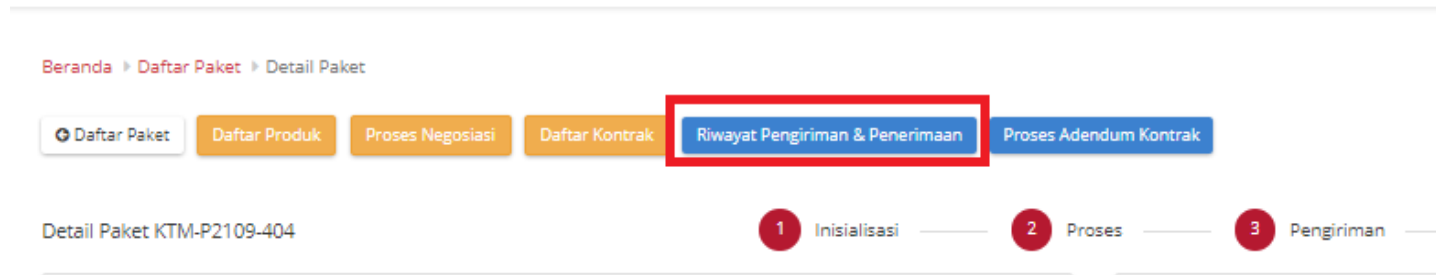 Beranda Daftar Paket Detail Paket
Daftar Paket Daftar Produk Proses Negosiasi Daftar Kontrak Riwayat Pengiriman & Penerimaan Proses Adendum Kontrak
Detail Paket KTM-P2109-404 1 Inisialisasi 2 Proses 3 Pengiriman